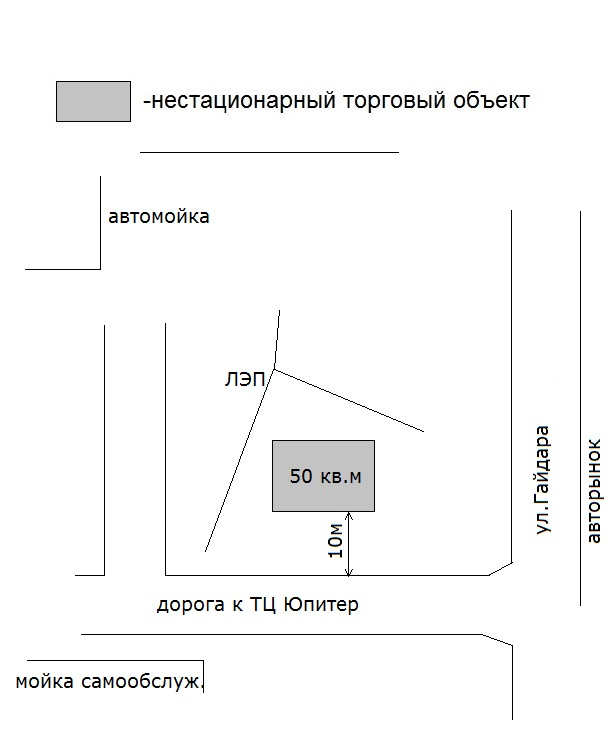 -нестационарный торговый объект
автомойка
ЛЭП
50 кв.м
10м
ул.Гайдара
авторынок
дорога к ТЦ Юпитер
мойка самообслуж.